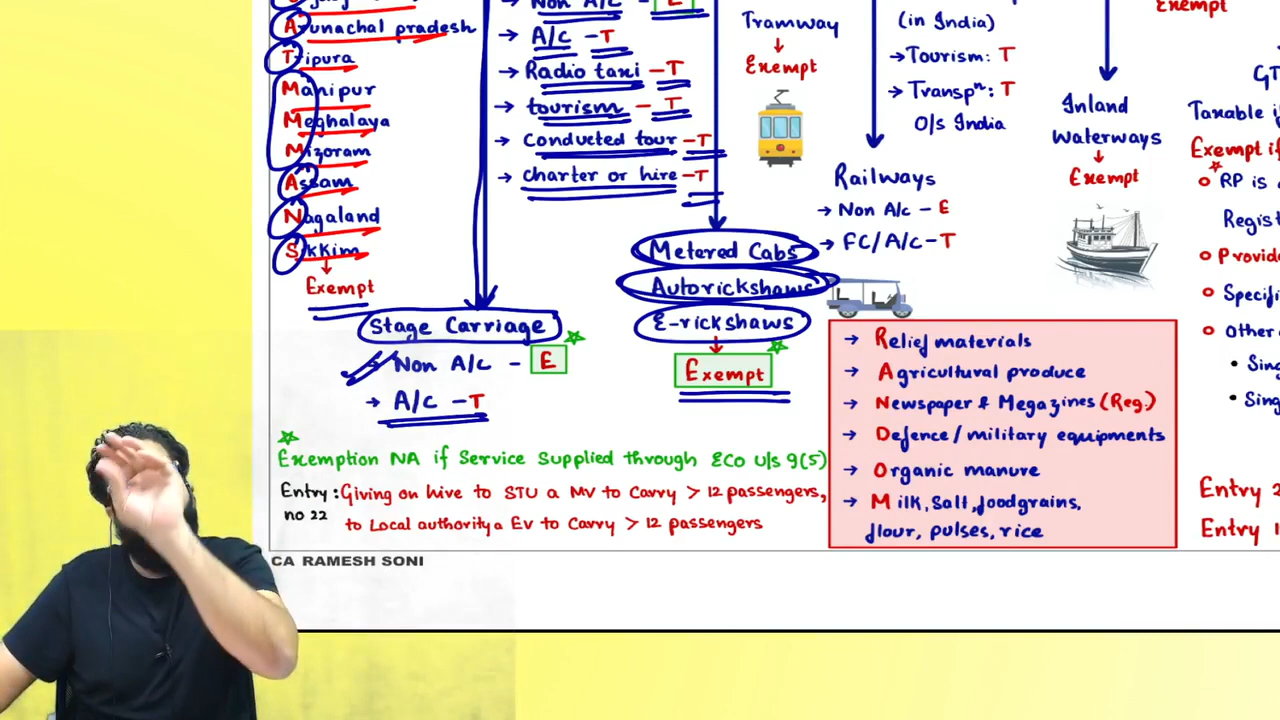 Arunachal pradesh
Tripura
Manipur
Meghalaya
Mizoram
Assam
Nagaland
Sikkim
Exempt
Non A/C - E
→ A/C - T
→ Radio taxi - T
→ tourism - T
→ Conducted tour - T
→ charter or hire - T
Stage Carriage
→ Non A/C - E
→ A/C - T
Tramway
Exempt
Metered Cabs
Autorickshaws
E-rickshaws
Exempt
(in India)
→ Tourism: T
→ Transpⁿ: T
O/s India
Railways
→ Non A/c - E
→ FC/A/C - T
Exempt
Inland
Waterways
Exempt
Taxable
Exempt if
RP is
Other
Entry
Entry
→ Relief materials
→ Agricultural produce
→ Newspaper & Megazines (Reg.)
→ Defence/military equipments
→ Organic manure
→ Milk, Salt, foodgrains,
flour, pulses, rice
Exemption NA if Service Supplied through ECO u/s 9(5)
Entry : Giving on hire to STU a MV to Carry > 12 passengers,
no 22 to Local authority a EV to Carry > 12 passengers
CA RAMESH SONI